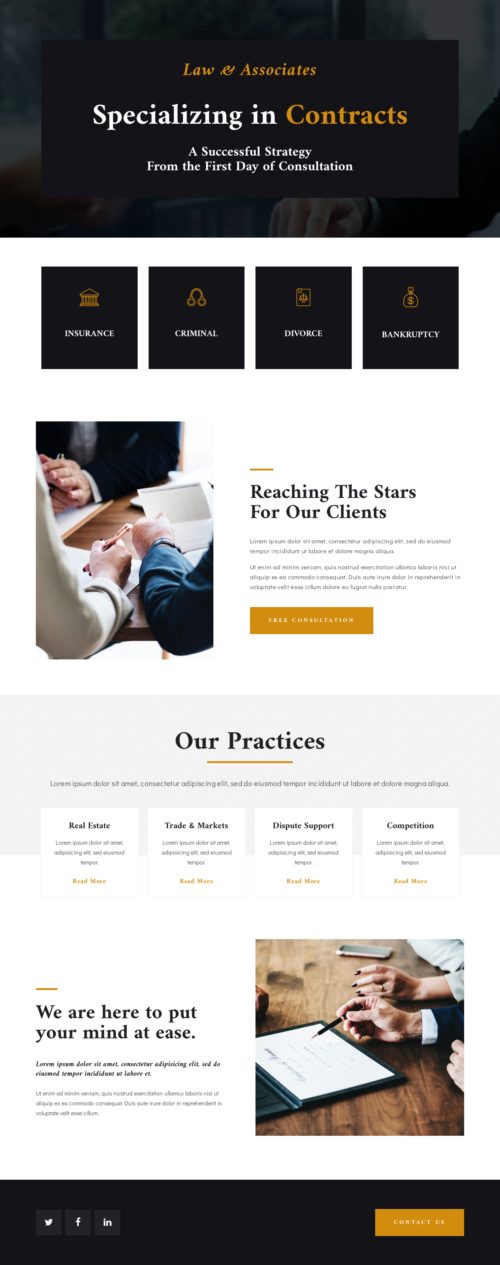 Law & Associates
Specializing in Contracts
A Successful Strategy
From the First Day of Consultation
INSURANCE
CRIMINAL
DIVORCE
BANKRUPTCY
Reaching The Stars
For Our Clients
Lorem ipsum dolor sit amet, consectetur adipiscing elit, sed do eiusmod
tempor incididunt ut labore et dolore magna aliqua.
Ut enim ad minim veniam, quis nostrud exercitation ullamco laboris nisi ut
aliquip ex ea commodo consequat. Duis aute irure dolor in reprehenderit in
voluptate velit esse cillum dolore eu fugiat nulla pariatur.
FREE CONSULTATION
Our Practices
Lorem ipsum dolor sit amet, consectetur adipiscing elit, sed do eiusmod tempor incididunt ut labore et dolore magna aliqua.
Real Estate
Lorem ipsum dolor sit amet,
adipisicing elit, sed eiusmod
tempor.
Read More
Trade & Markets
Lorem ipsum dolor sit amet,
adipisicing elit, sed eiusmod
tempor.
Read More
Dispute Support
Lorem ipsum dolor sit amet,
adipisicing elit, sed eiusmod
tempor.
Read More
Competition
Lorem ipsum dolor sit amet,
adipisicing elit, sed eiusmod
tempor.
Read More
We are here to put
your mind at ease.
Lorem ipsum dolor sit amet, consectetur adipisicing elit, sed do
eiusmod tempor incididunt ut labore et.
Ut enim ad minim veniam, quis nostrud exercitation ullamco laboris nisi ut
aliquip ex ea commodo consequat. Duis aute irure dolor in reprehenderit in
voluptate velit esse cillum.
CONTACT US